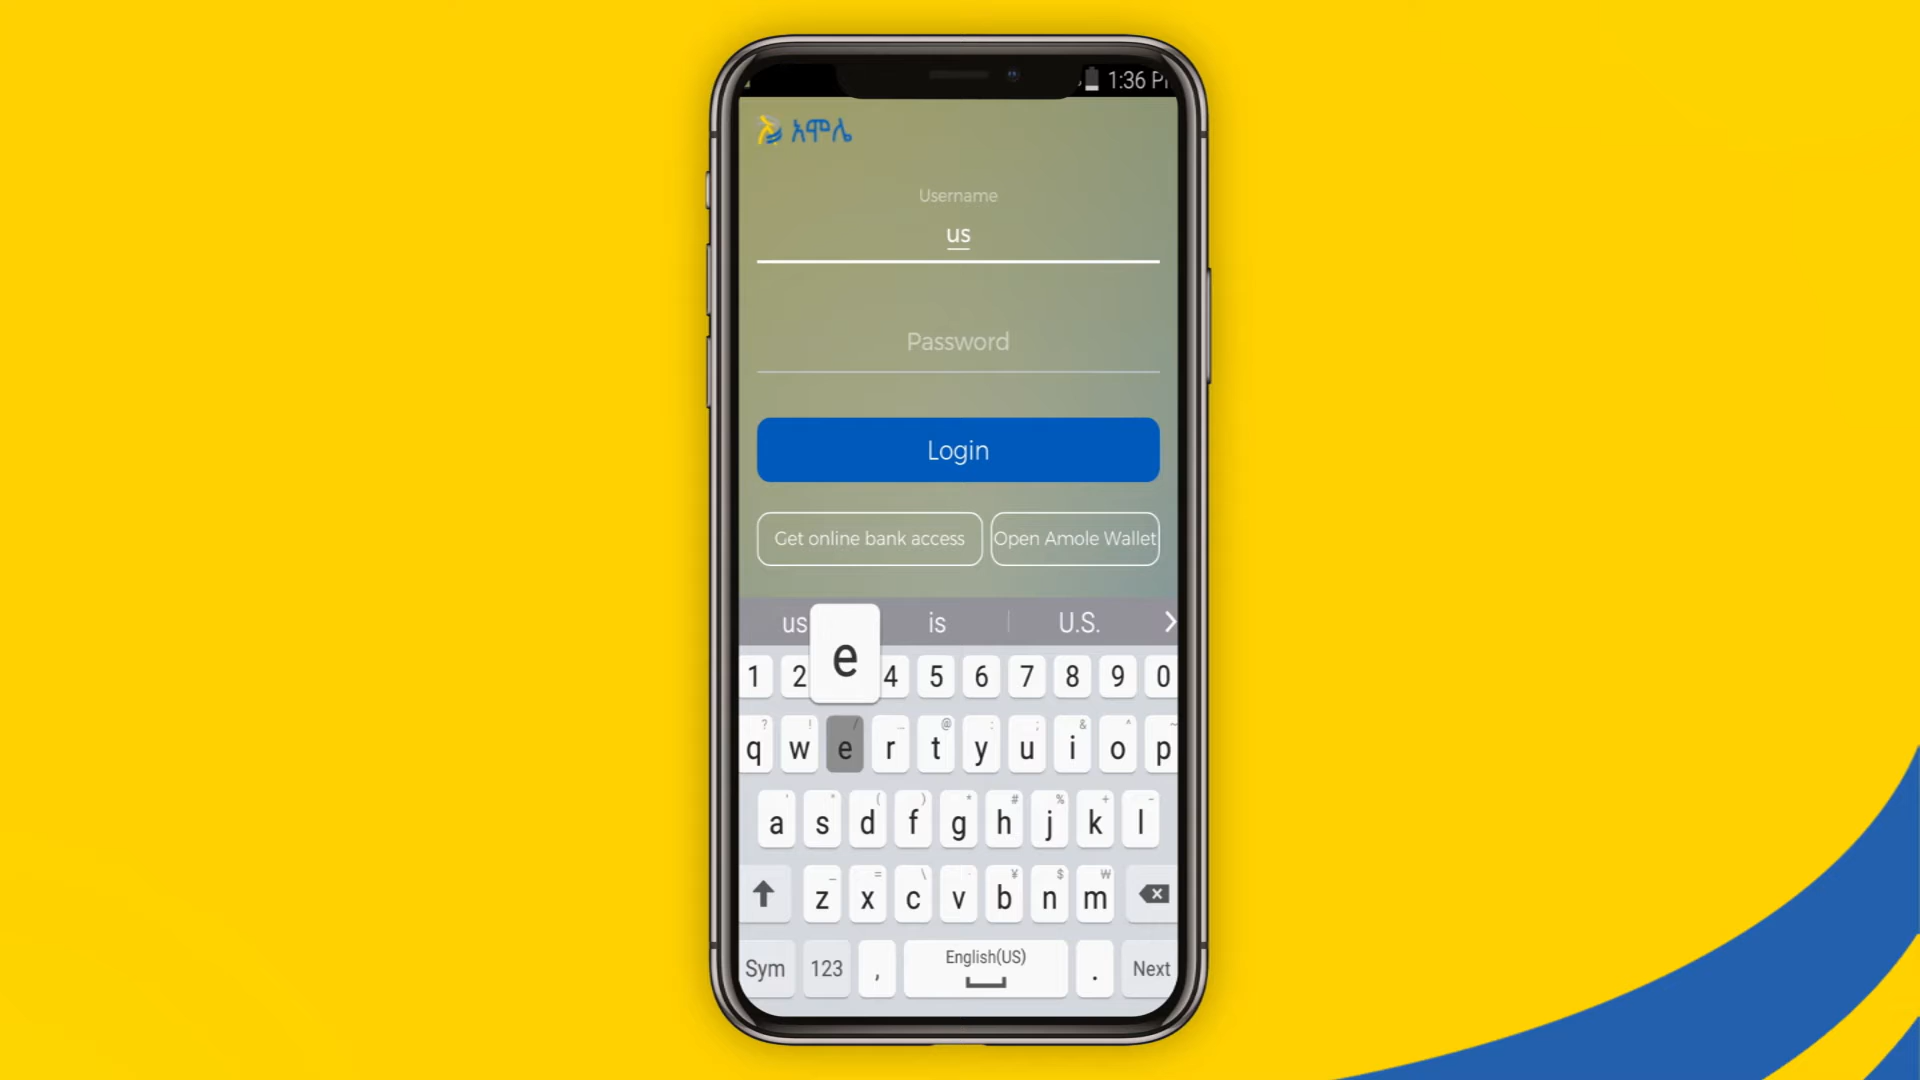 1:36 P
አሞሌ
Username
us
Password
Login
Get online bank access
Open Amole Wallet
us is U.S.
e
1 2 4 5 6 7 8 9 0
? ! / _ @ : ; & ^ ~
q w e r t y u i o p
' " ( ) * # % + -
a s d f g h j k l
_ = \ · ¥ $ ₩
z x c v b n m
English(US)
Sym 123 , . Next